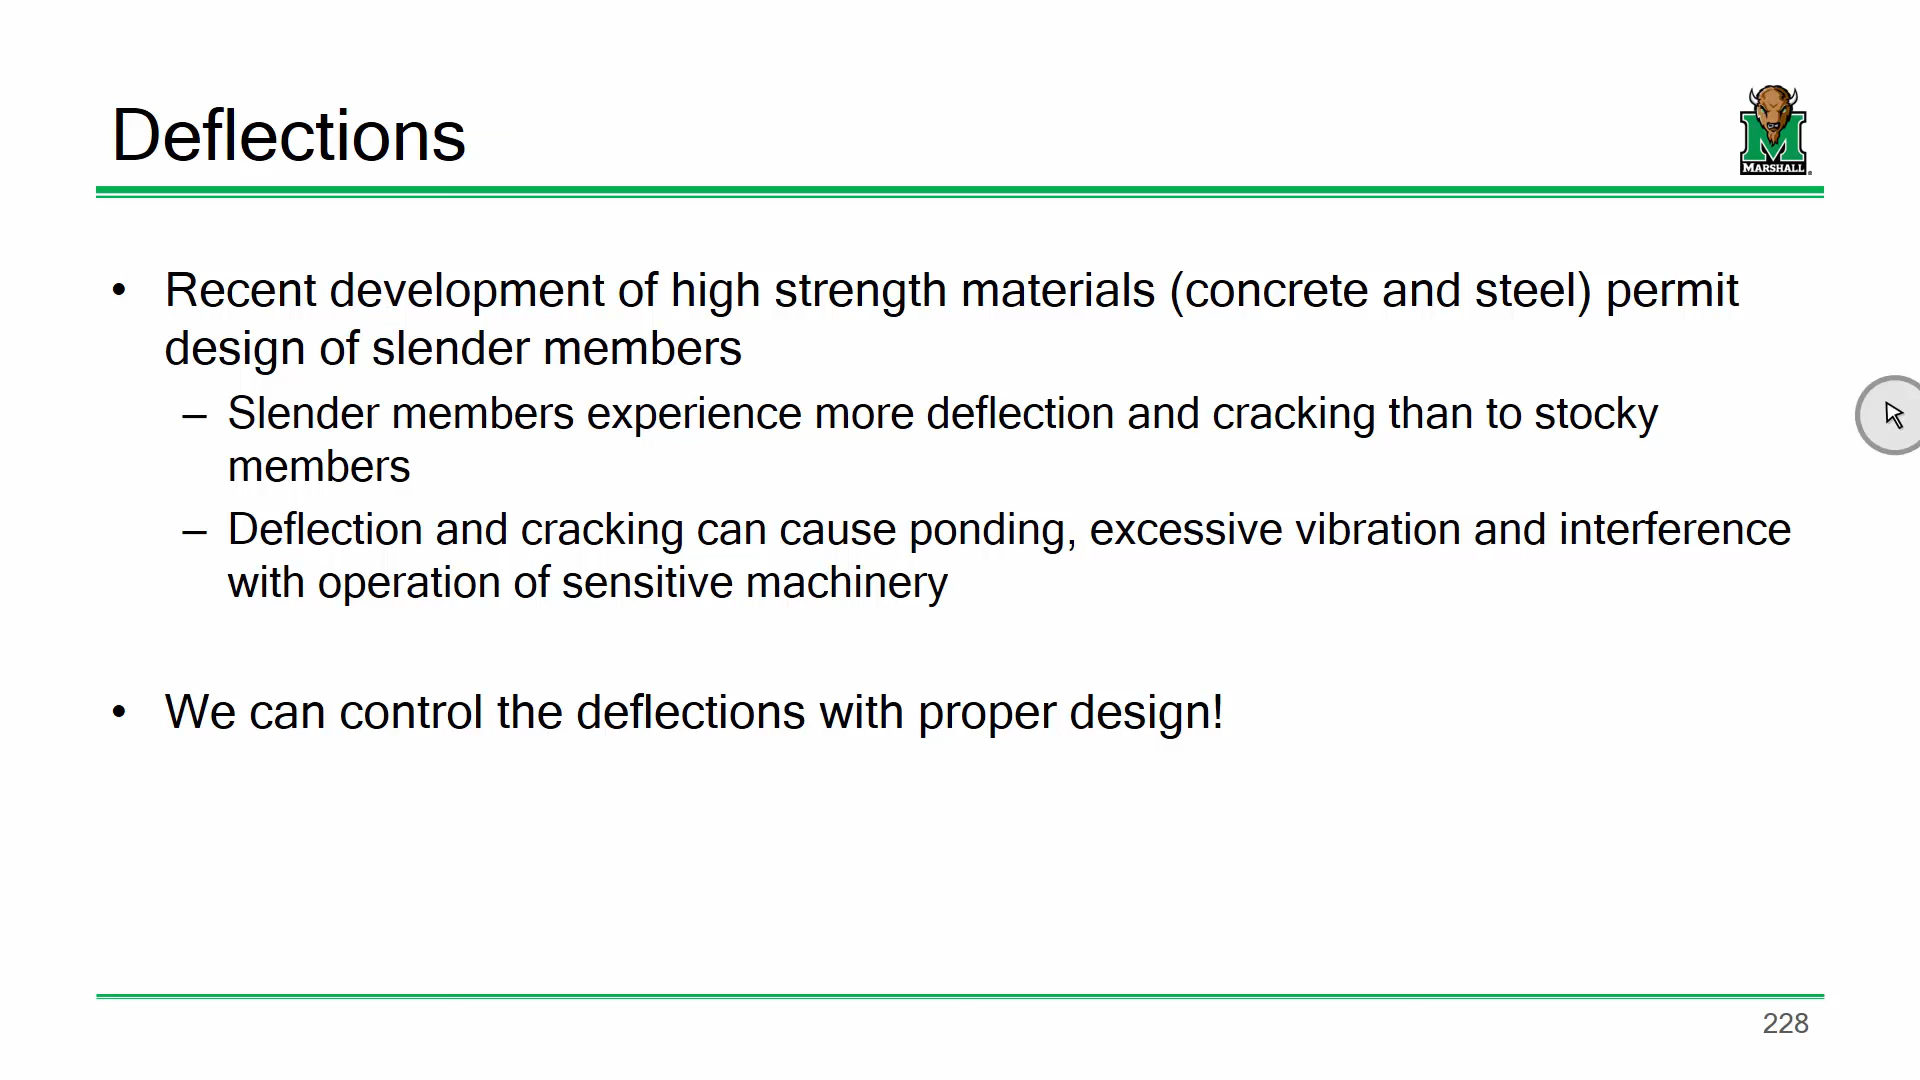 Deflections
MARSHALL
• Recent development of high strength materials (concrete and steel) permit
design of slender members
– Slender members experience more deflection and cracking than to stocky
members
– Deflection and cracking can cause ponding, excessive vibration and interference
with operation of sensitive machinery
• We can control the deflections with proper design!
228